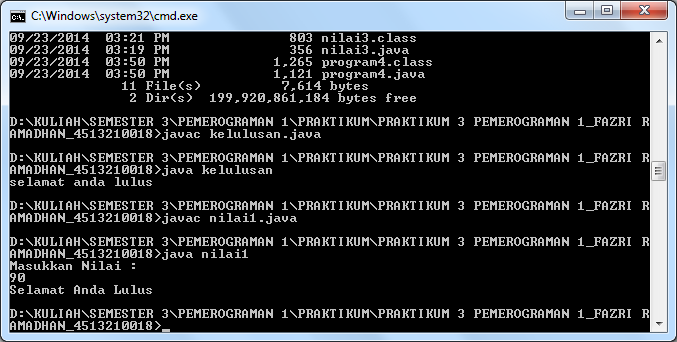 C:\Windows\system32\cmd.exe
09/23/2014  03:21 PM               803 nilai3.class
09/23/2014  03:19 PM               356 nilai3.java
09/23/2014  03:50 PM             1,265 program4.class
09/23/2014  03:50 PM             1,121 program4.java
              11 File(s)          7,614 bytes
               2 Dir(s)  199,920,861,184 bytes free
D:\KULIAH\SEMESTER 3\PEMEROGRAMAN 1\PRAKTIKUM\PRAKTIKUM 3 PEMEROGRAMAN 1_FAZRI R
AMADHAN_4513210018>javac kelulusan.java
D:\KULIAH\SEMESTER 3\PEMEROGRAMAN 1\PRAKTIKUM\PRAKTIKUM 3 PEMEROGRAMAN 1_FAZRI R
AMADHAN_4513210018>java kelulusan
selamat anda lulus
D:\KULIAH\SEMESTER 3\PEMEROGRAMAN 1\PRAKTIKUM\PRAKTIKUM 3 PEMEROGRAMAN 1_FAZRI R
AMADHAN_4513210018>javac nilai1.java
D:\KULIAH\SEMESTER 3\PEMEROGRAMAN 1\PRAKTIKUM\PRAKTIKUM 3 PEMEROGRAMAN 1_FAZRI R
AMADHAN_4513210018>java nilai1
Masukkan Nilai :
90
Selamat Anda Lulus
D:\KULIAH\SEMESTER 3\PEMEROGRAMAN 1\PRAKTIKUM\PRAKTIKUM 3 PEMEROGRAMAN 1_FAZRI R
AMADHAN_4513210018>_